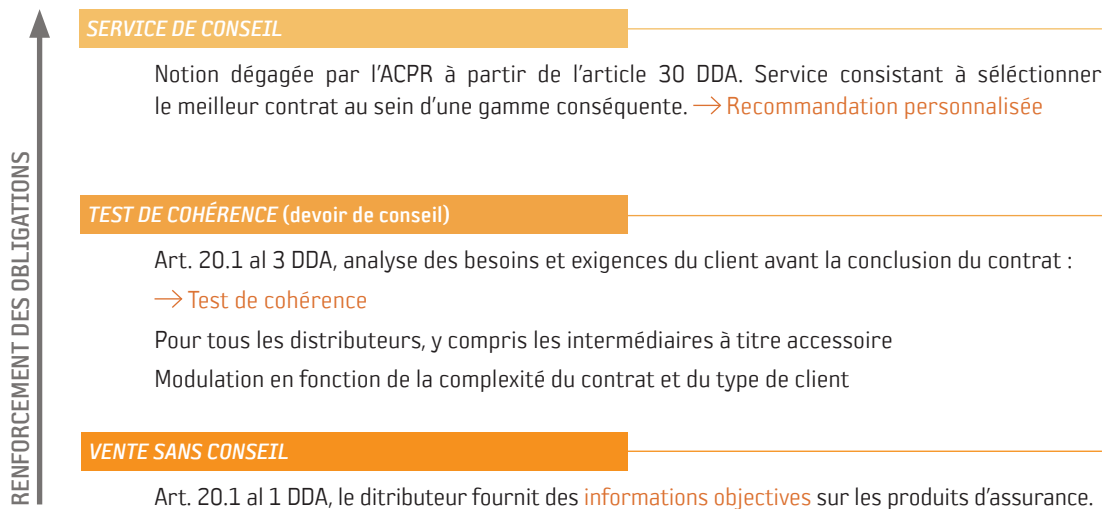 RENFORCEMENT DES OBLIGATIONS
SERVICE DE CONSEIL
Notion dégagée par l'ACPR à partir de l'article 30 DDA. Service consistant à séléctionner
le meilleur contrat au sein d'une gamme conséquente. → Recommandation personnalisée
TEST DE COHÉRENCE (devoir de conseil)
Art. 20.1 al 3 DDA, analyse des besoins et exigences du client avant la conclusion du contrat :
→ Test de cohérence
Pour tous les distributeurs, y compris les intermédiaires à titre accessoire
Modulation en fonction de la complexité du contrat et du type de client
VENTE SANS CONSEIL
Art. 20.1 al 1 DDA, le ditributeur fournit des informations objectives sur les produits d'assurance.